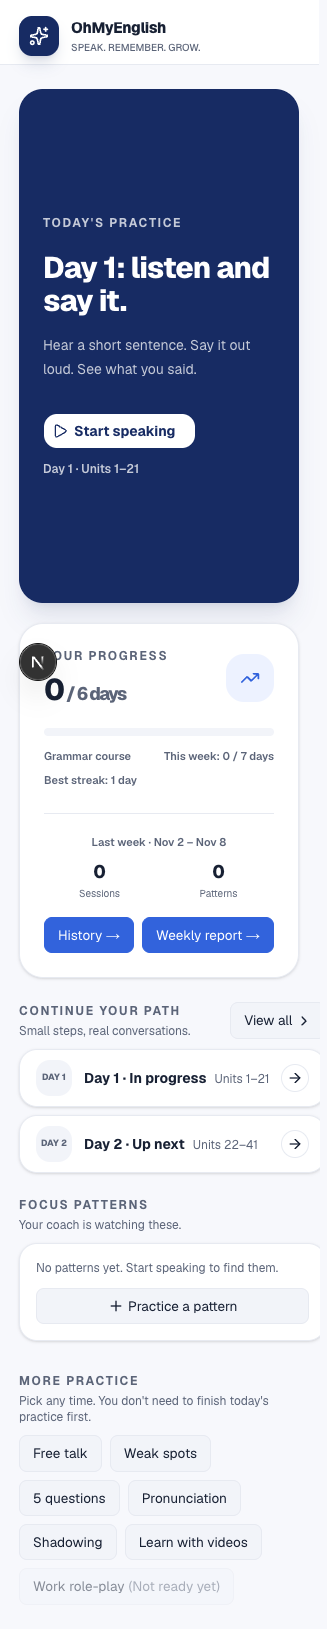 OhMyEnglish
SPEAK. REMEMBER. GROW.
TODAY'S PRACTICE
Day 1: listen and
say it.
Hear a short sentence. Say it out
loud. See what you said.
Start speaking
Day 1 · Units 1–21
N
OUR PROGRESS
0 / 6 days
Grammar course This week: 0 / 7 days
Best streak: 1 day
Last week · Nov 2 – Nov 8
0 0
Sessions Patterns
History → Weekly report →
CONTINUE YOUR PATH
Small steps, real conversations.
View all
DAY 1 Day 1 · In progress Units 1–21
DAY 2 Day 2 · Up next Units 22–41
FOCUS PATTERNS
Your coach is watching these.
No patterns yet. Start speaking to find them.
Practice a pattern
MORE PRACTICE
Pick any time. You don't need to finish today's
practice first.
Free talk Weak spots
5 questions Pronunciation
Shadowing Learn with videos
Work role-play (Not ready yet)